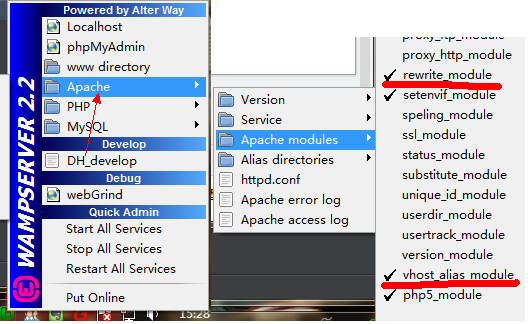 Powered by Alter Way
Localhost
phpMyAdmin
www directory
Apache
PHP
MySQL
Develop
DH_develop
Debug
webGrind
Quick Admin
Start All Services
Stop All Services
Restart All Services
Put Online
WAMPSERVER 2.2
15:28
Version
Service
Apache modules
Alias directories
httpd.conf
Apache error log
Apache access log
proxy_http_module
rewrite_module
setenvif_module
speling_module
ssl_module
status_module
substitute_module
unique_id_module
userdir_module
usertrack_module
version_module
vhost_alias_module
php5_module